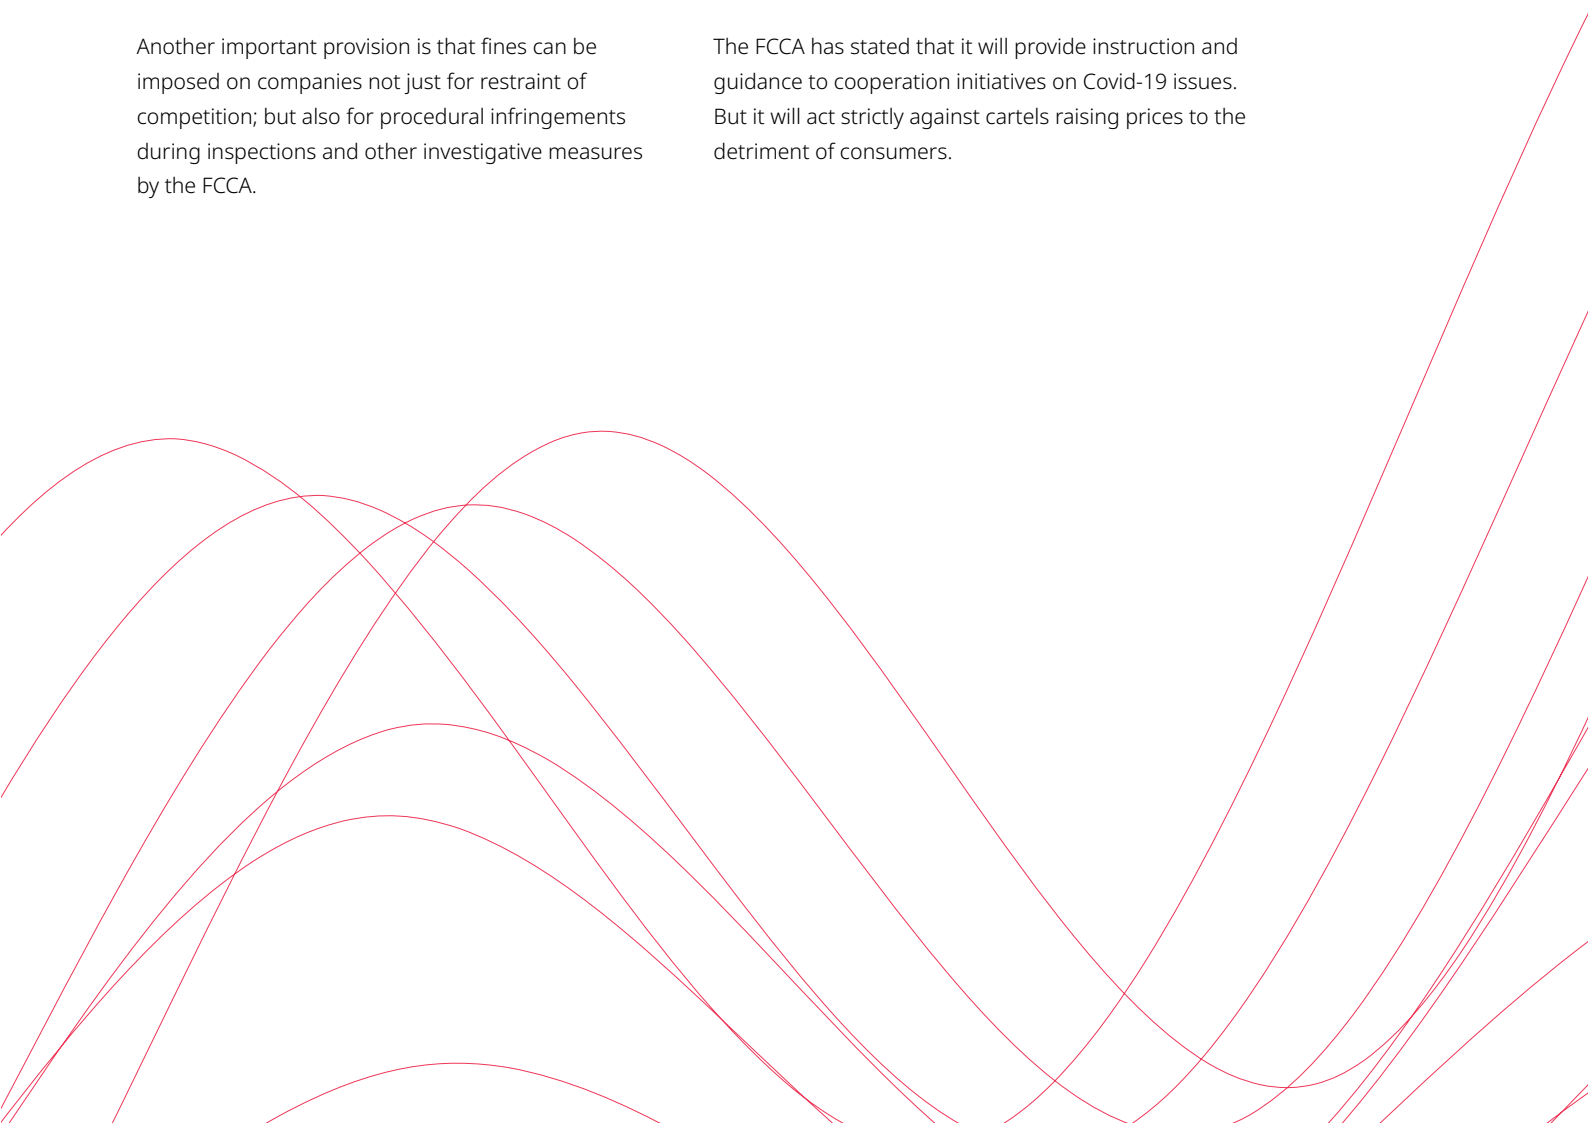 Another important provision is that fines can be
imposed on companies not just for restraint of
competition; but also for procedural infringements
during inspections and other investigative measures
by the FCCA.
The FCCA has stated that it will provide instruction and
guidance to cooperation initiatives on Covid-19 issues.
But it will act strictly against cartels raising prices to the
detriment of consumers.